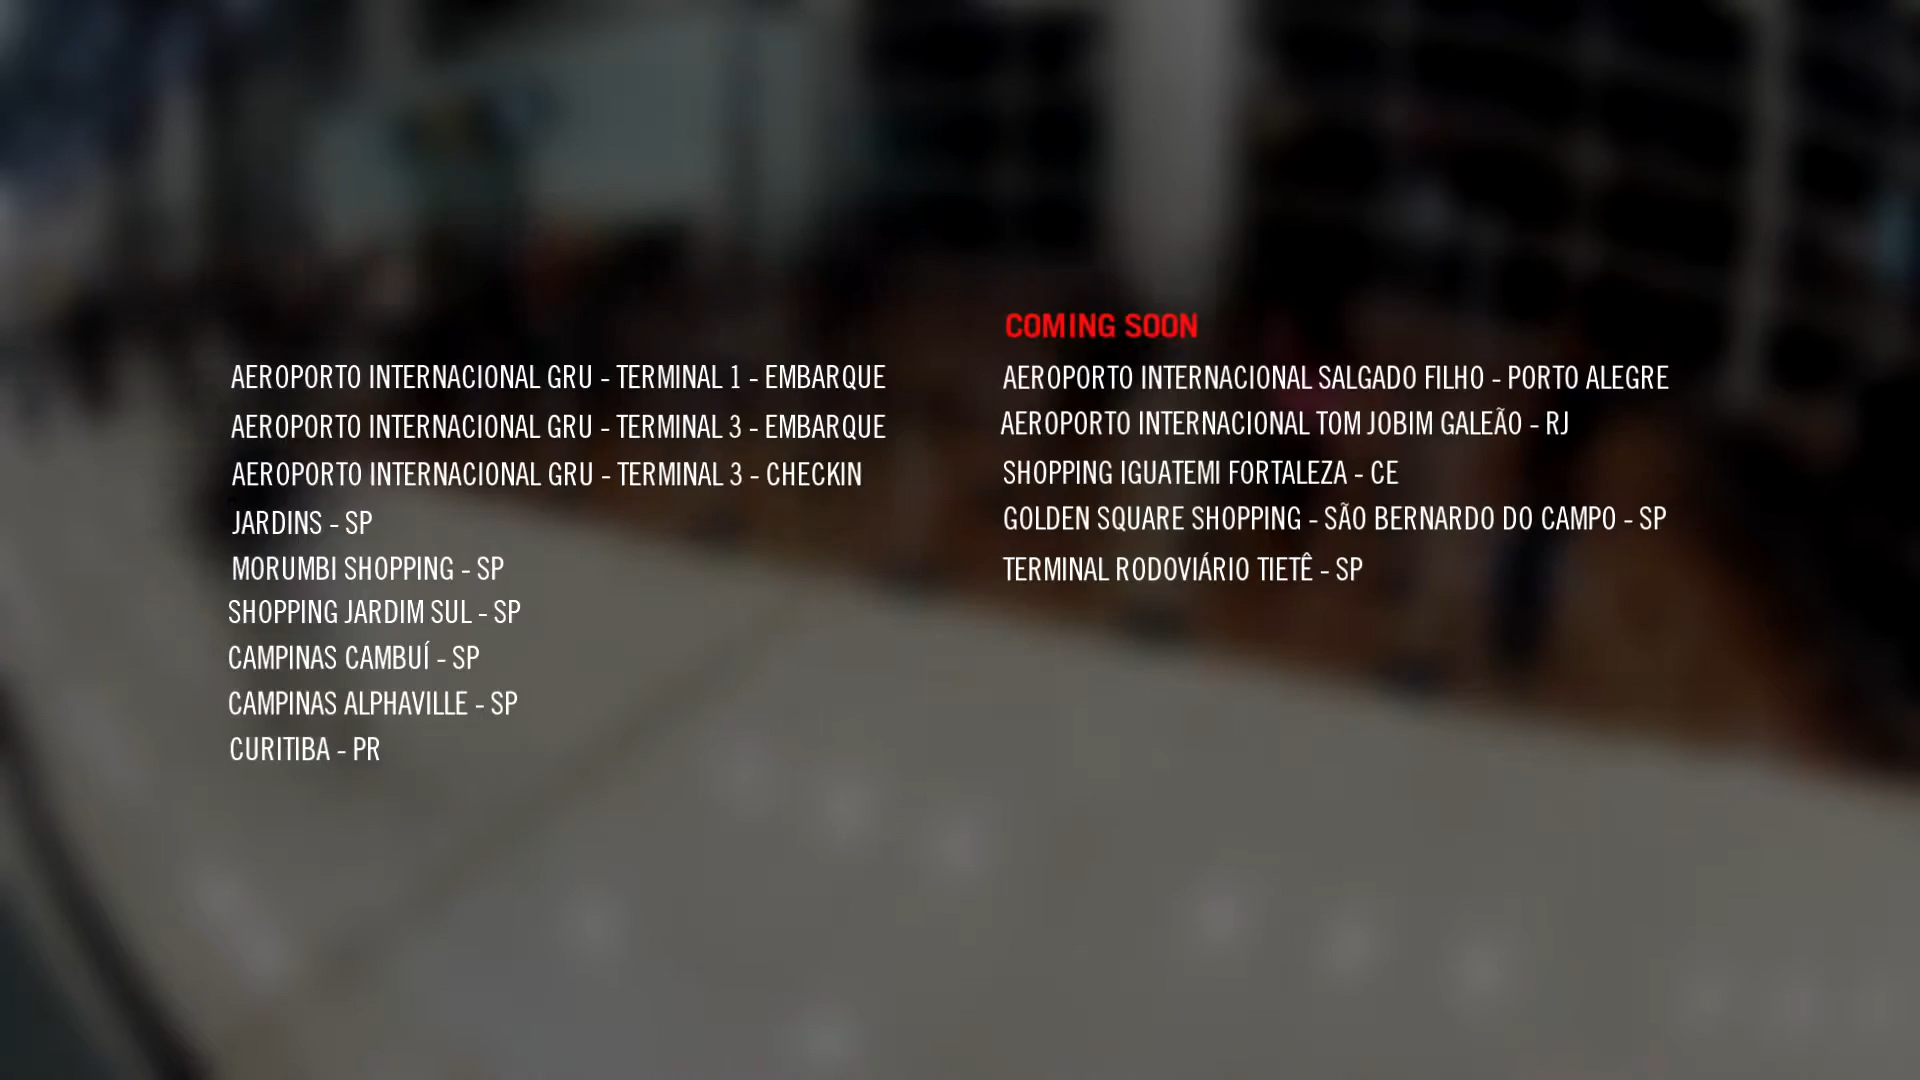 AEROPORTO INTERNACIONAL GRU - TERMINAL 1 - EMBARQUE
AEROPORTO INTERNACIONAL GRU - TERMINAL 3 - EMBARQUE
AEROPORTO INTERNACIONAL GRU - TERMINAL 3 - CHECKIN
JARDINS - SP
MORUMBI SHOPPING - SP
SHOPPING JARDIM SUL - SP
CAMPINAS CAMBUÍ - SP
CAMPINAS ALPHAVILLE - SP
CURITIBA - PR
COMING SOON
AEROPORTO INTERNACIONAL SALGADO FILHO - PORTO ALEGRE
AEROPORTO INTERNACIONAL TOM JOBIM GALEÃO - RJ
SHOPPING IGUATEMI FORTALEZA - CE
GOLDEN SQUARE SHOPPING - SÃO BERNARDO DO CAMPO - SP
TERMINAL RODOVIÁRIO TIETÊ - SP